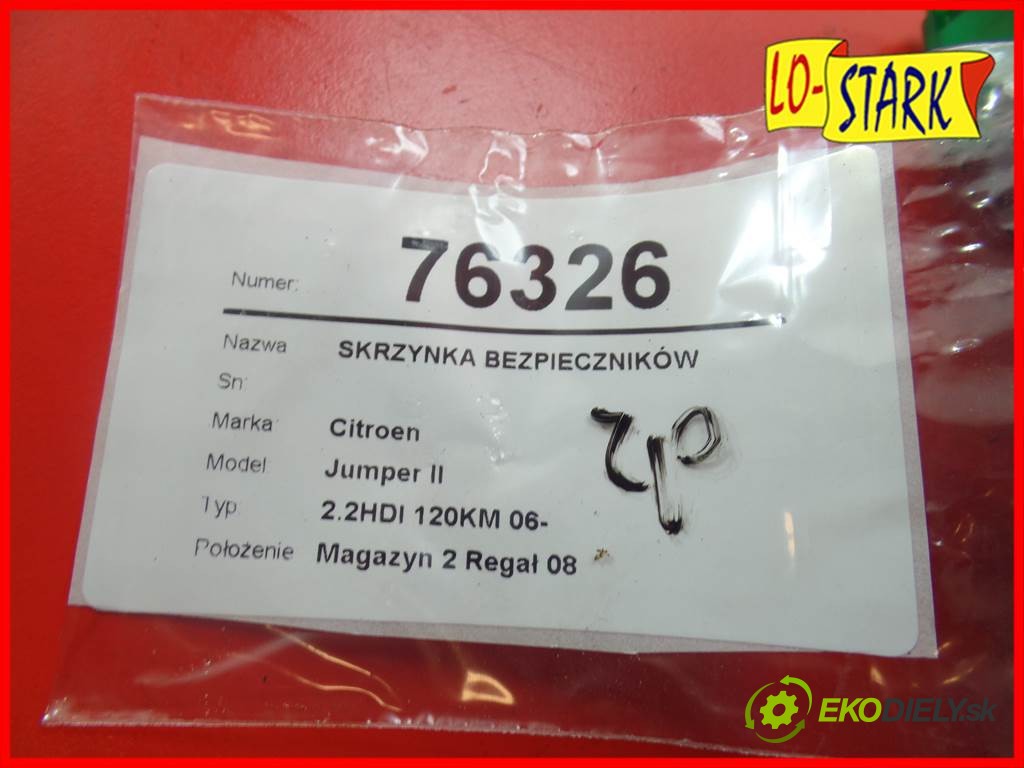 LO-STARK
Numer: 76326
Nazwa SKRZYNKA BEZPIECZNIKÓW
Sn:
Marka: Citroen
Model Jumper II
Typ: 2.2HDI 120KM 06-
Położenie Magazyn 2 Regał 08
EKODIELY.sk